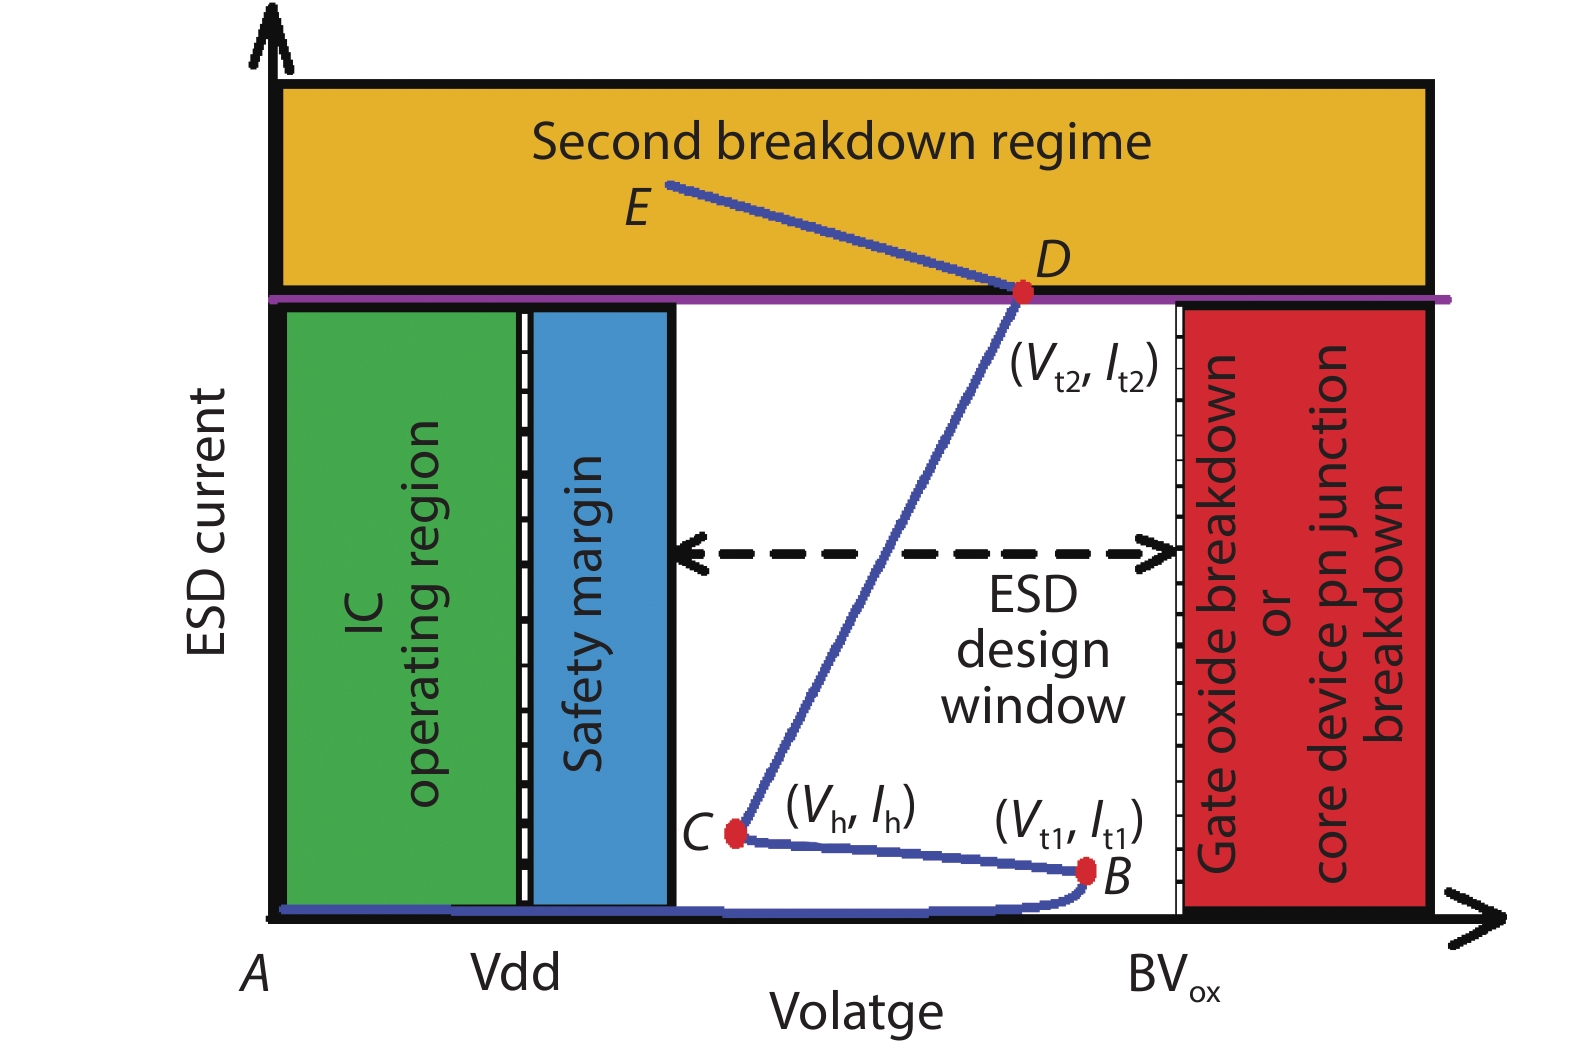 Second breakdown regime
E
D
(Vt2, It2)
ESD current
IC
operating region
Safety margin
ESD
design
window
Gate oxide breakdown
or
core device pn junction
breakdown
C
(Vh, Ih)
(Vt1, It1)
B
A
Vdd
BVox
Volatge